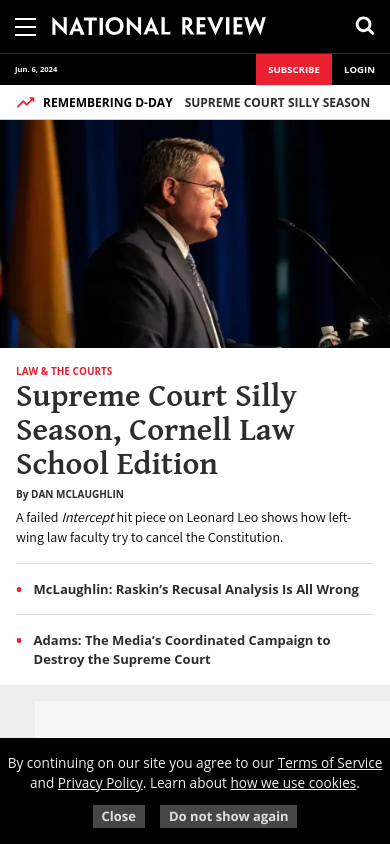 NATIONAL REVIEW
Jun. 6, 2024
SUBSCRIBE
LOGIN
REMEMBERING D-DAY
SUPREME COURT SILLY SEASON
LAW & THE COURTS
Supreme Court Silly
Season, Cornell Law
School Edition
By DAN MCLAUGHLIN
A failed Intercept hit piece on Leonard Leo shows how left-
wing law faculty try to cancel the Constitution.
• McLaughlin: Raskin’s Recusal Analysis Is All Wrong
• Adams: The Media’s Coordinated Campaign to
Destroy the Supreme Court
By continuing on our site you agree to our Terms of Service
and Privacy Policy. Learn about how we use cookies.
Close
Do not show again